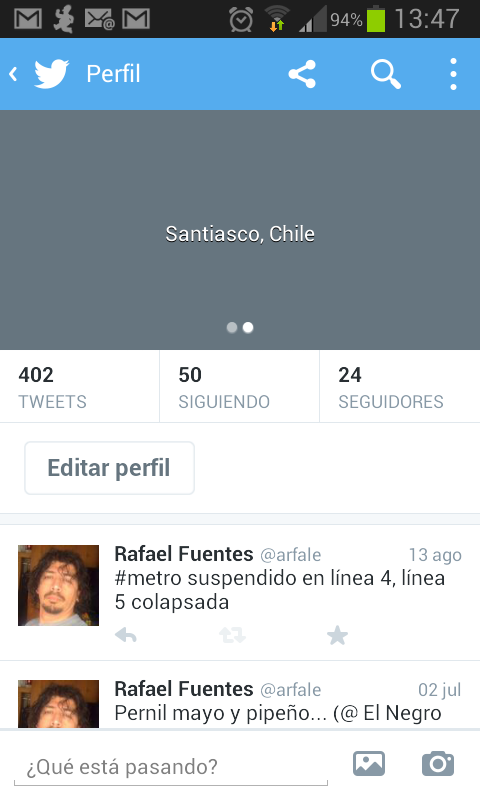 94% 13:47
Perfil
Santiasco, Chile
402 50 24
TWEETS SIGUIENDO SEGUIDORES
Editar perfil
Rafael Fuentes @arfale 13 ago
#metro suspendido en línea 4, línea
5 colapsada
Rafael Fuentes @arfale 02 jul
Pernil mayo y pipeño... (@ El Negro
¿Qué está pasando?